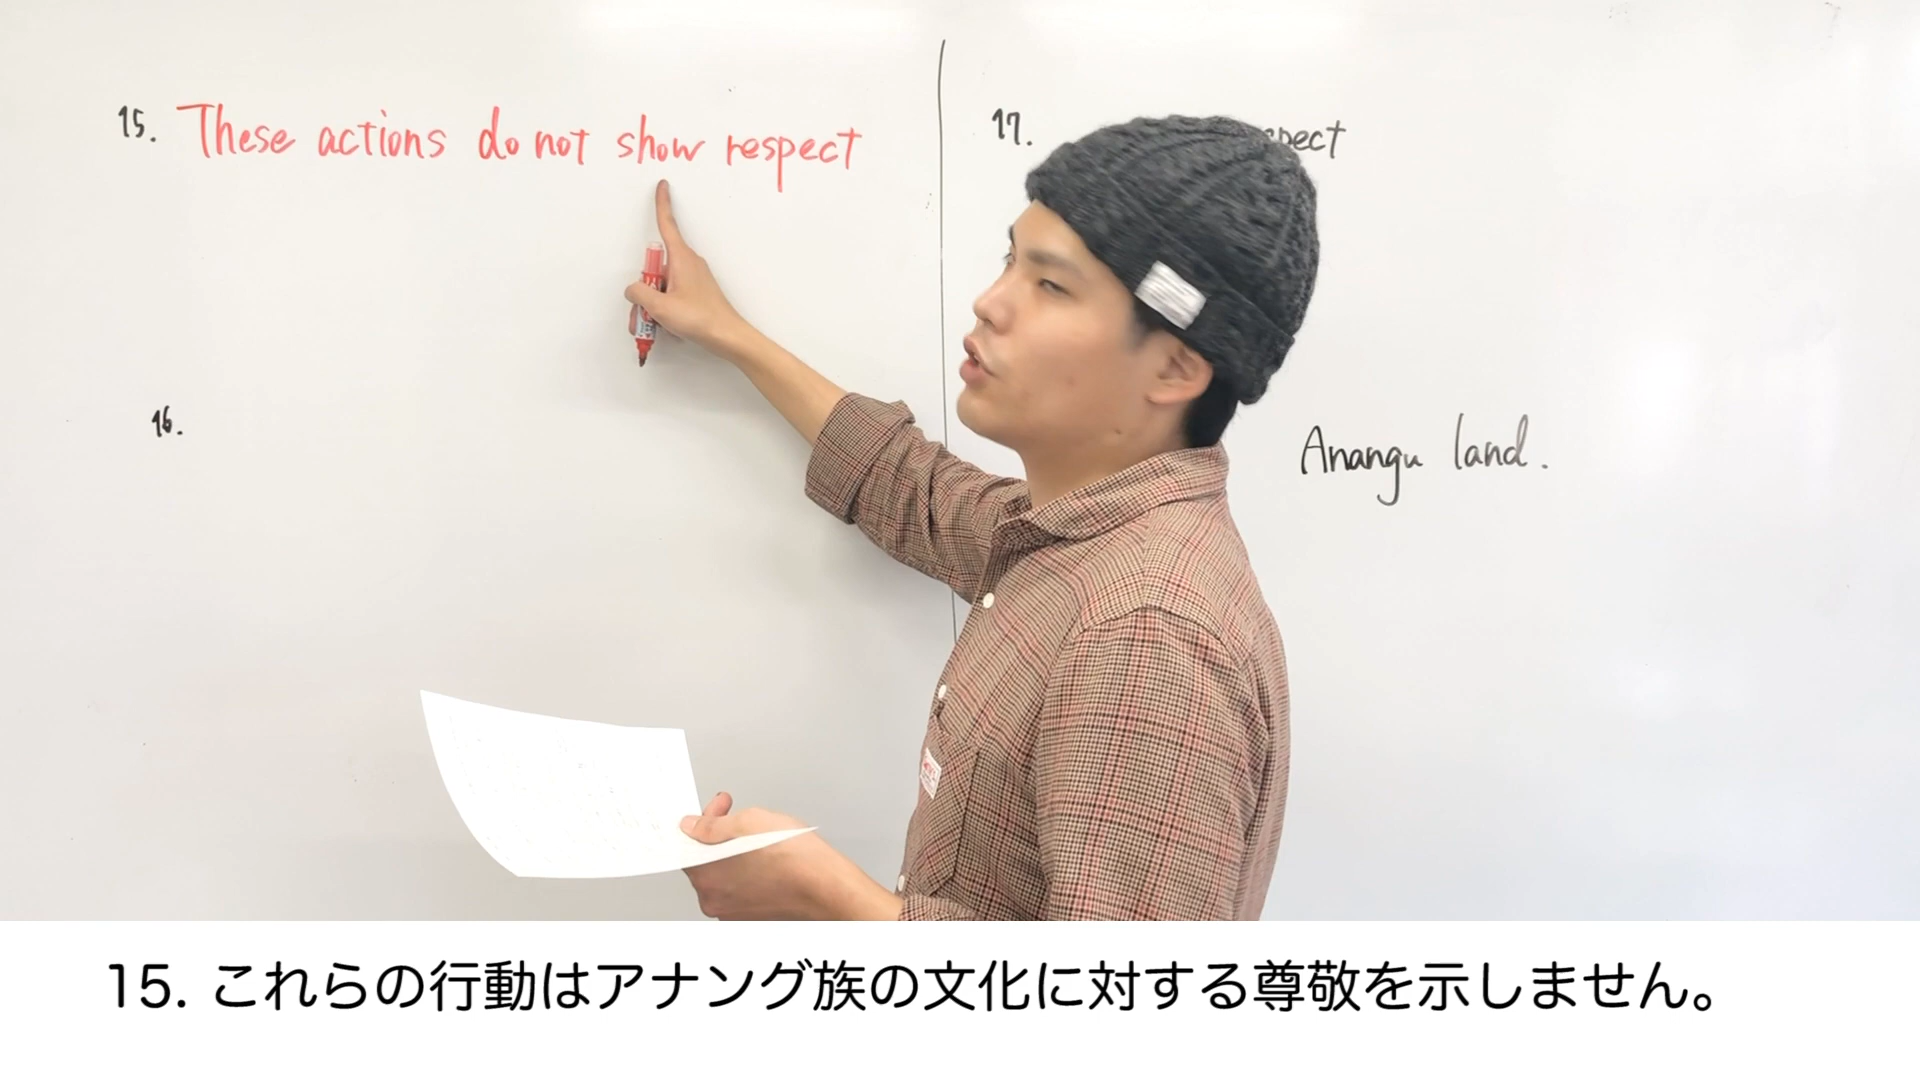 15. These actions do not show respect
16.
17.
Anangu land.
15. これらの行動はアナング族の文化に対する尊敬を示しません。